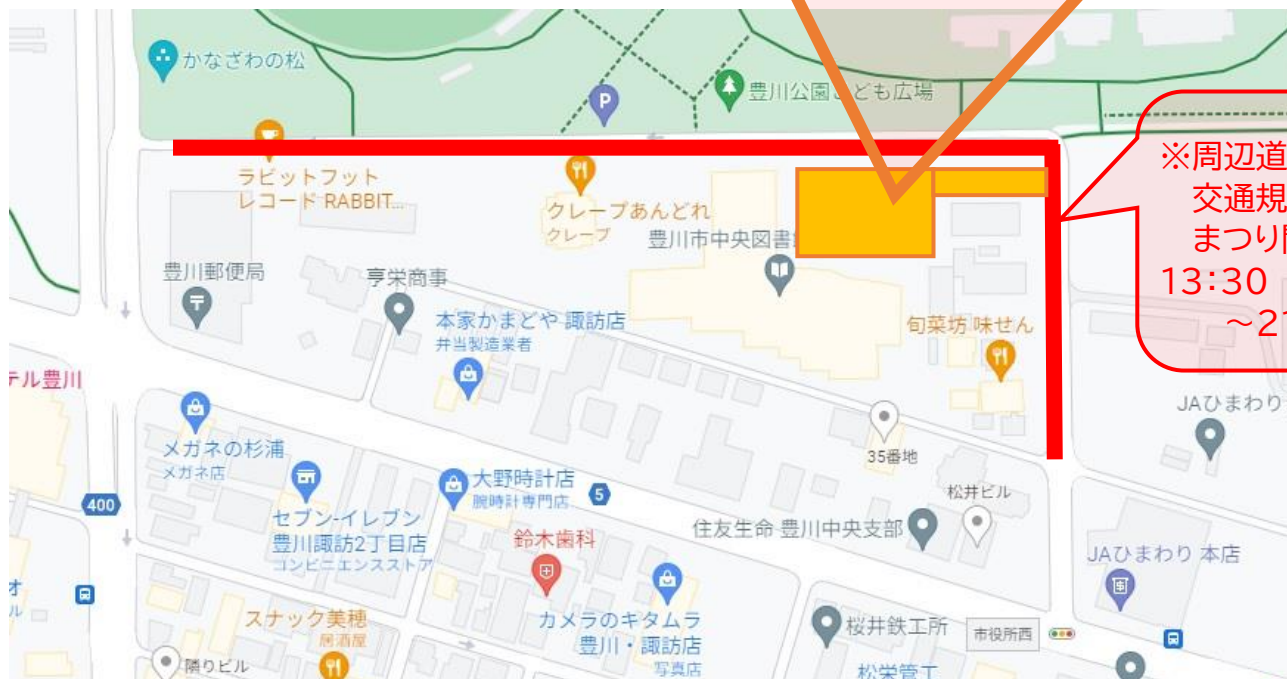 かなざわの松
P
豊川公園こども広場
※周辺道
交通規
まつり
13:30
～2
ラビットフット
レコード RABBIT...
クレープあんどれ
クレープ
豊川市中央図書
豊川郵便局
亨栄商事
本家かまどや 諏訪店
弁当製造業者
旬菜坊 味せん
テル豊川
JAひまわり
メガネの杉浦
メガネ店
35番地
大野時計店
腕時計専門店
5
松井ビル
400
セブン-イレブン
豊川諏訪2丁目店
コンビニエンスストア
鈴木歯科
住友生命 豊川中央支部
JAひまわり 本店
スナック美穂
居酒屋
カメラのキタムラ
豊川・諏訪店
写真店
桜井鉄工所
市役所西
隣りビル
松栄管工